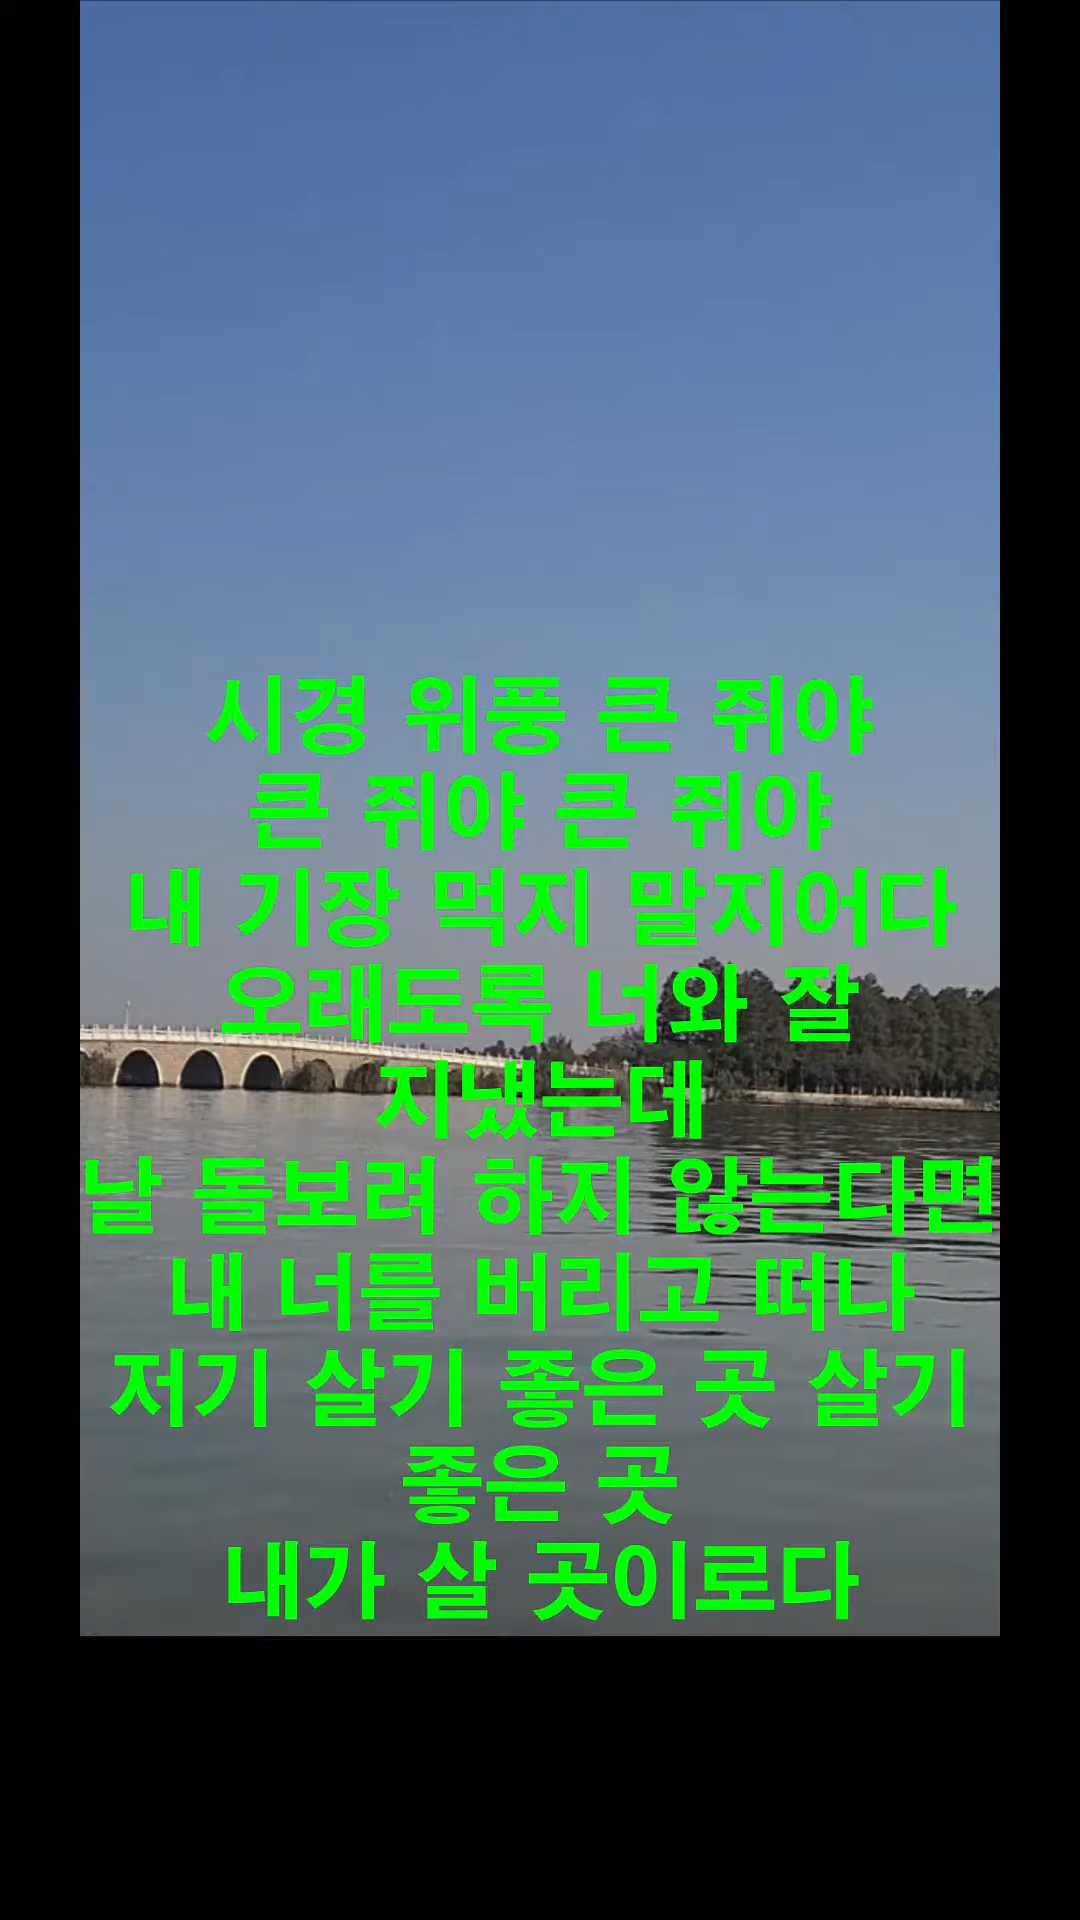 시경 위풍 큰 쥐야
큰 쥐야 큰 쥐야
내 기장 먹지 말지어다
오래도록 너와 잘
지냈는데
날 돌보려 하지 않는다면
내 너를 버리고 떠나
저기 살기 좋은 곳 살기
좋은 곳
내가 살 곳이로다